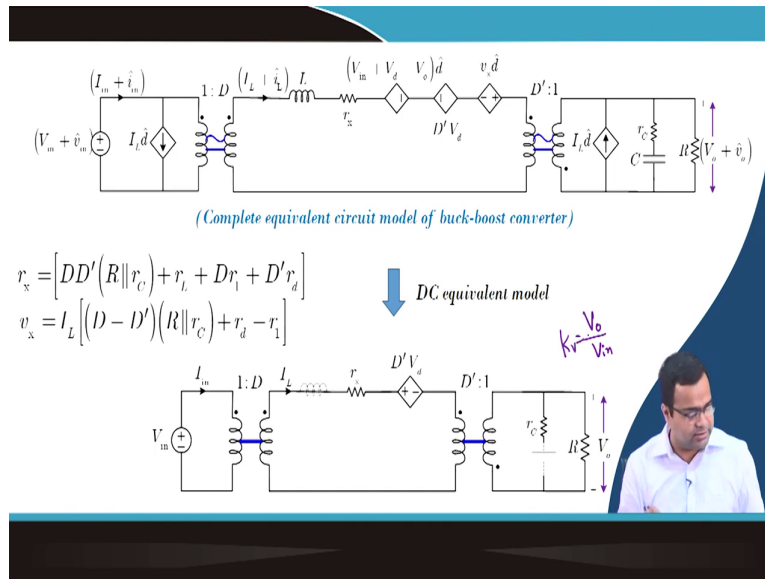 (I_in + î_in) 1 : D (I_L + î_L) L (V_in + V_d V_o)d̂ v_x d̂ D′:1
r_x D′V_d
(V_in + v̂_in) I_L d̂ I_L d̂ r_C C R (V_o + v̂_o)
(Complete equivalent circuit model of buck-boost converter)
r_x = [DD′(R∥r_C) + r_L + Dr_1 + D′r_d]
v_x = I_L[(D − D′)(R∥r_C) + r_d − r_1]
DC equivalent model
K_v = V_o/V_in
I_in 1 : D I_L r_x D′V_d D′:1
V_in r_C R V_o